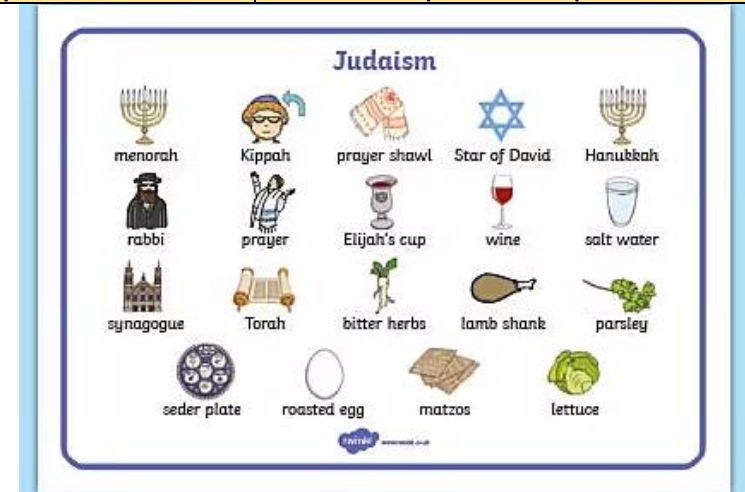 Judaism
menorah Kippah prayer shawl Star of David Hanukkah
rabbi prayer Elijah's cup wine salt water
synagogue Torah bitter herbs lamb shank parsley
seder plate roasted egg matzos lettuce
twinkl